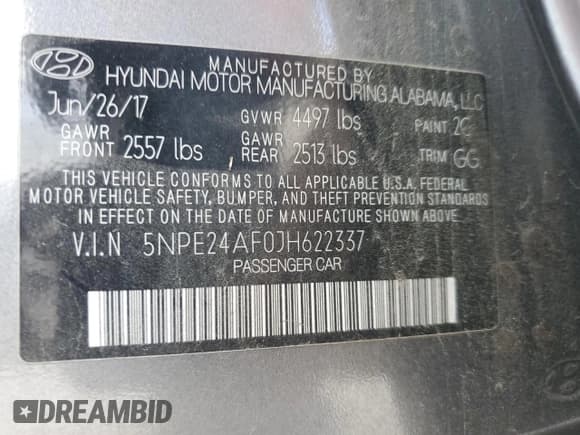 MANUFACTURED BY
HYUNDAI MOTOR MANUFACTURING ALABAMA, LLC
Jun/26/17 GVWR 4497 lbs PAINT 2C
GAWR FRONT 2557 lbs GAWR REAR 2513 lbs TRIM GG
THIS VEHICLE CONFORMS TO ALL APPLICABLE U.S.A. FEDERAL
MOTOR VEHICLE SAFETY, BUMPER, AND THEFT PREVENTION STANDARDS
IN EFFECT ON THE DATE OF MANUFACTURE SHOWN ABOVE.
V.I.N 5NPE24AF0JH622337
PASSENGER CAR
DREAMBID